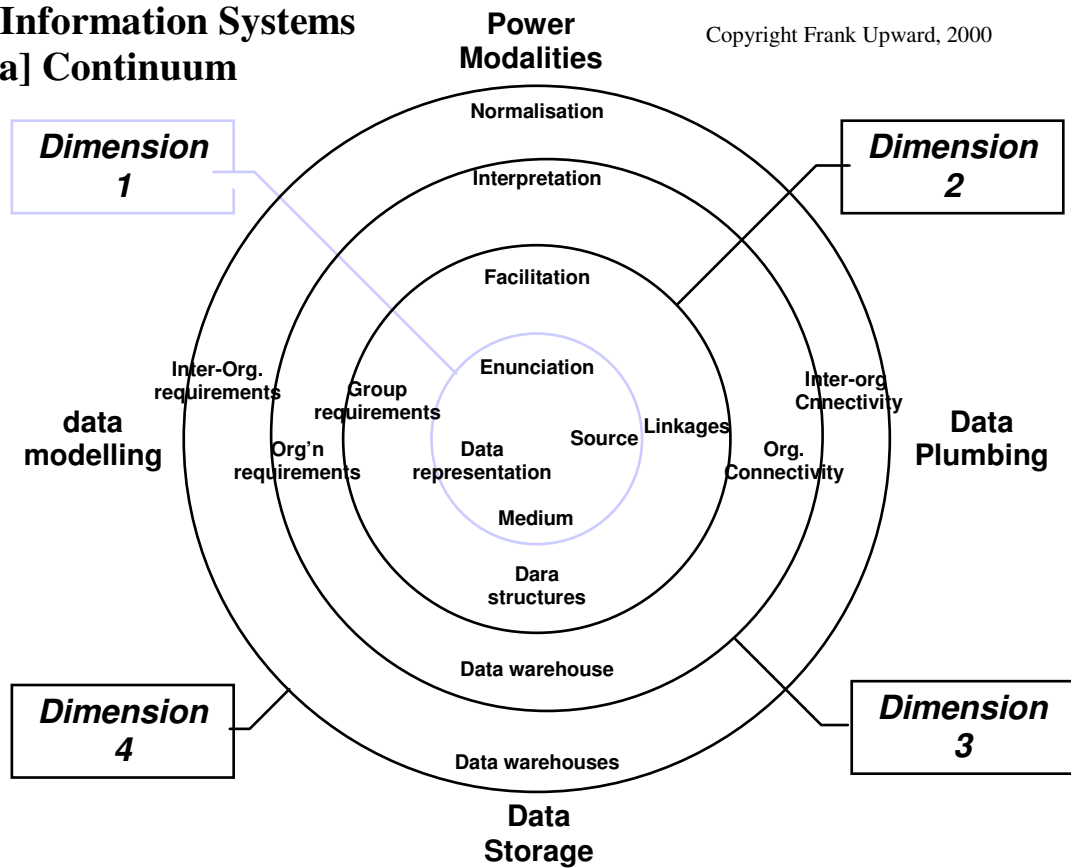 Information Systems
a] Continuum
Power
Modalities
Copyright Frank Upward, 2000
Normalisation
Dimension
1
Dimension
2
Interpretation
Facilitation
Enunciation
Inter-Org.
requirements
Group
requirements
Inter-org
Cnnectivity
data
modelling
Org'n
requirements
Data
representation
Source
Linkages
Org.
Connectivity
Data
Plumbing
Medium
Dara
structures
Data warehouse
Dimension
4
Dimension
3
Data warehouses
Data
Storage